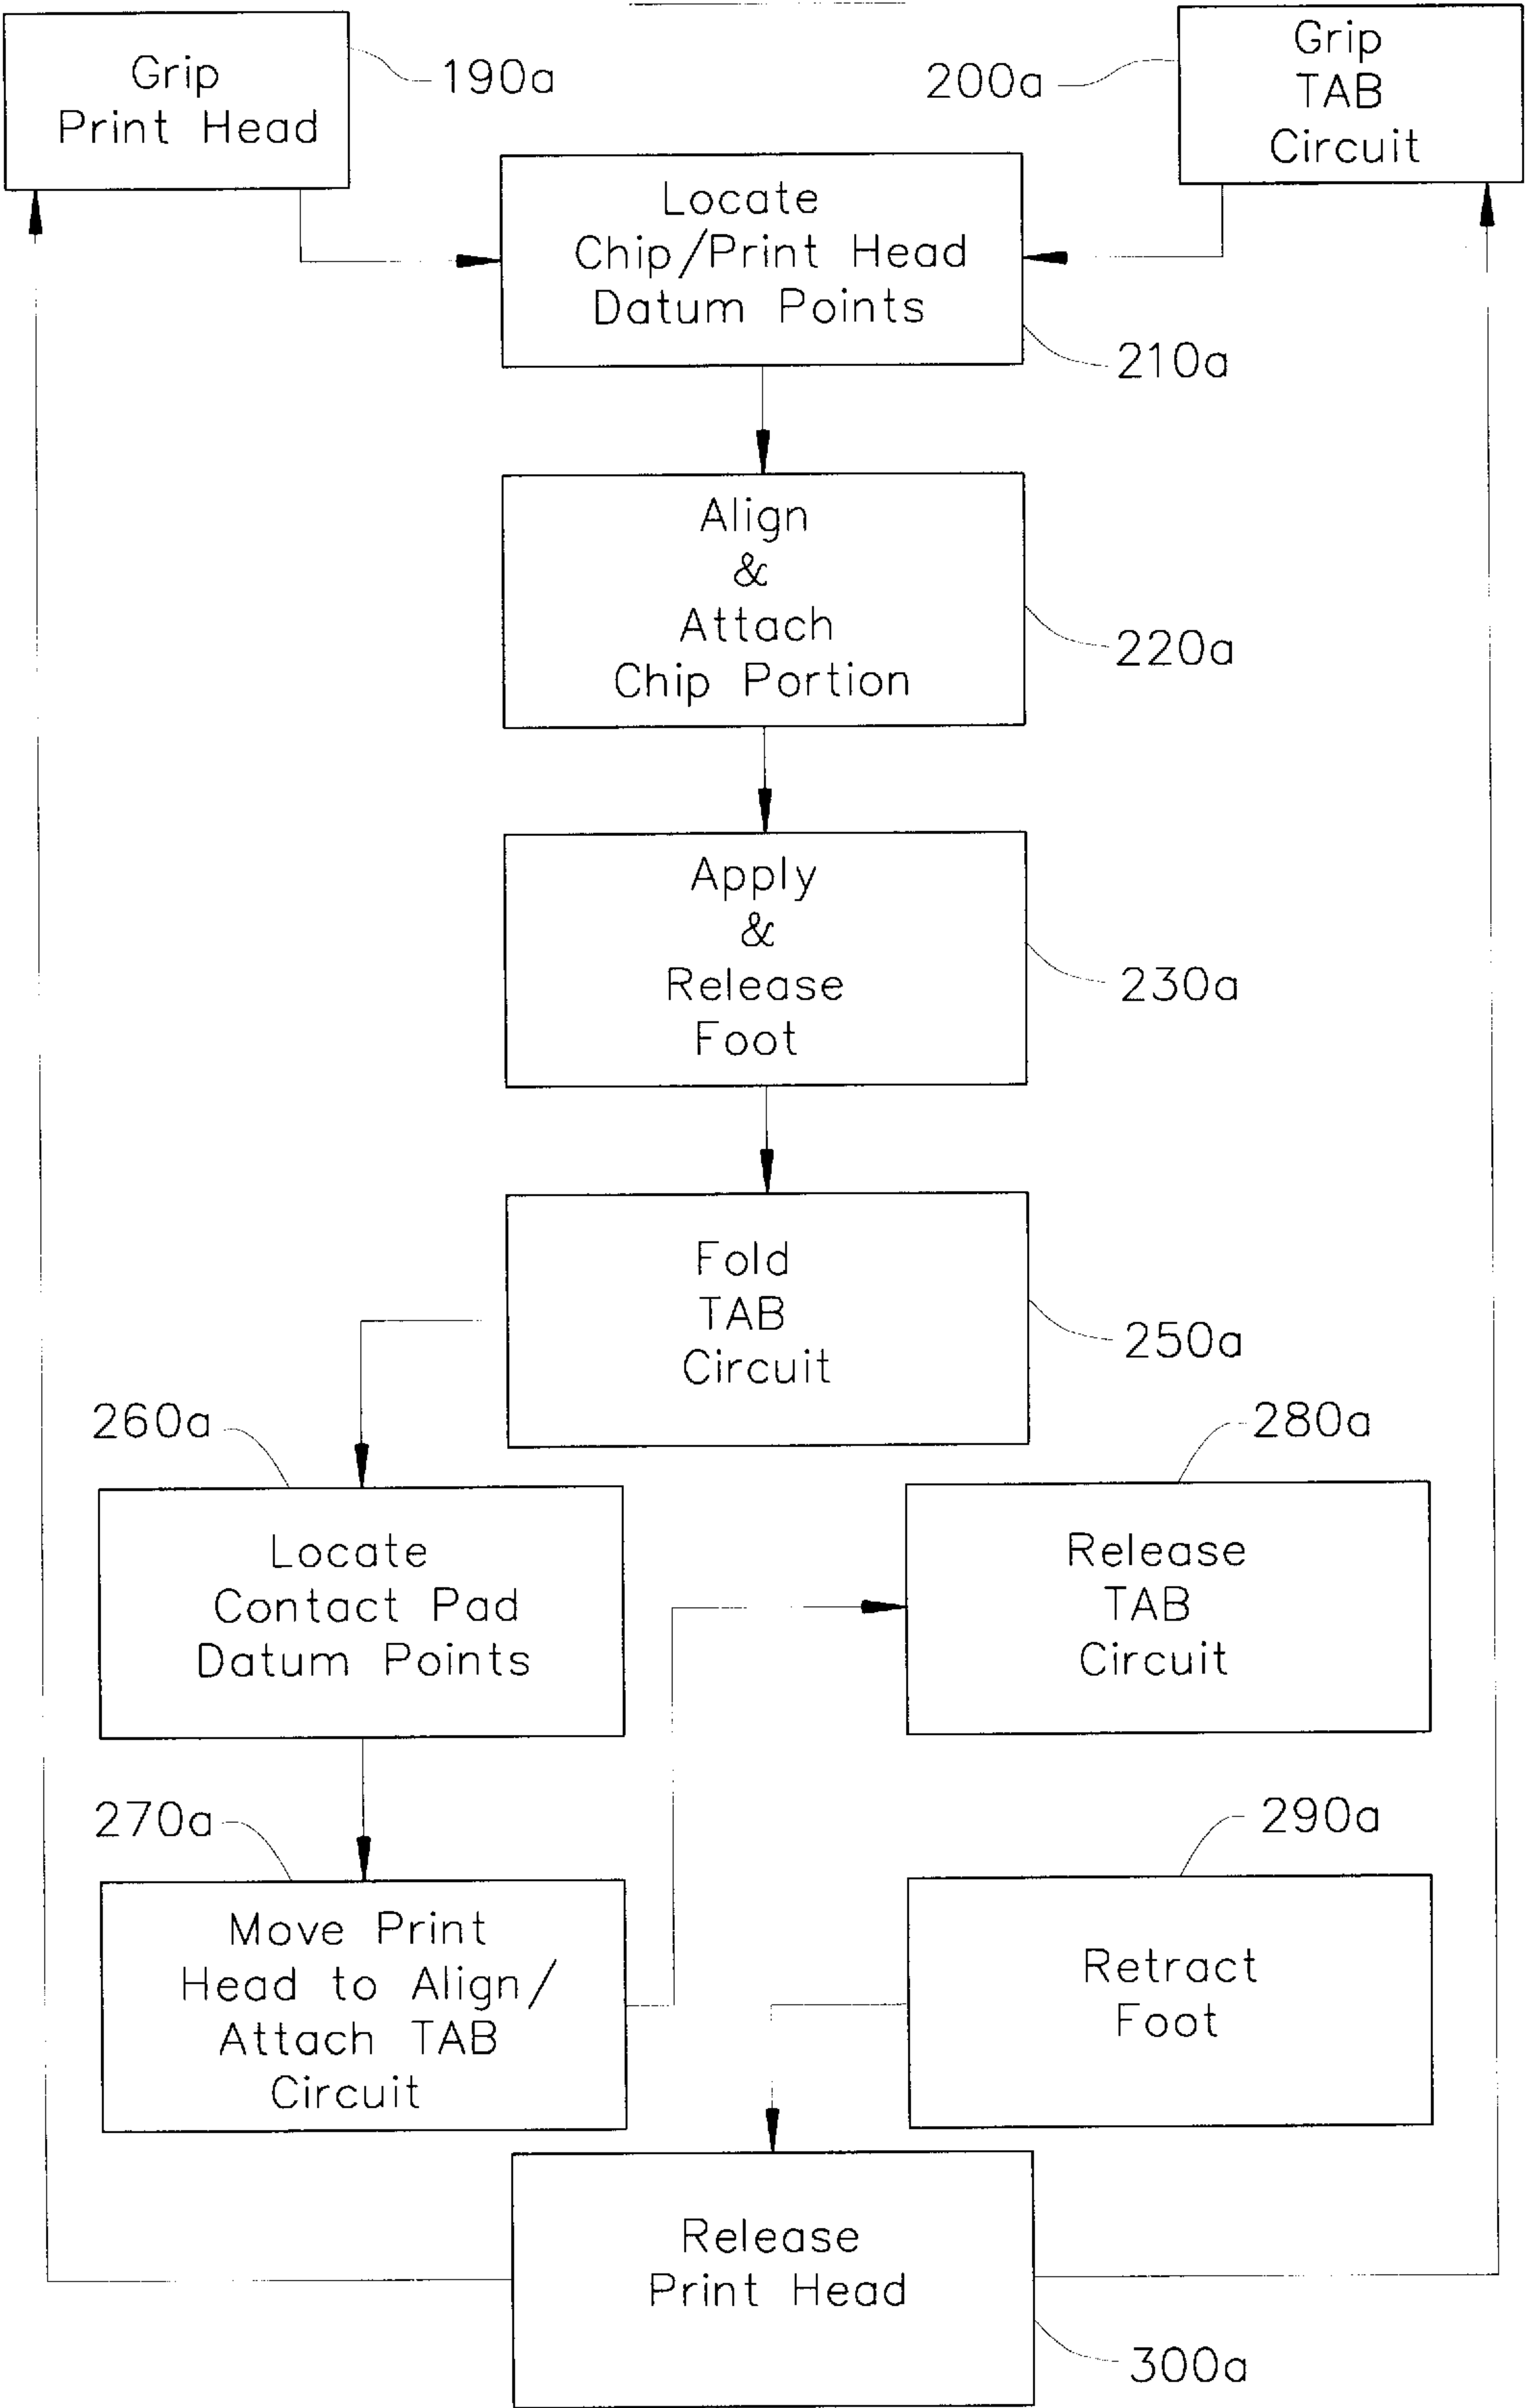 Grip
Print Head
190a
200a
Grip
TAB
Circuit
Locate
Chip/Print Head
Datum Points
210a
Align
&
Attach
Chip Portion
220a
Apply
&
Release
Foot
230a
Fold
TAB
Circuit
250a
260a
280a
Locate
Contact Pad
Datum Points
Release
TAB
Circuit
270a
290a
Move Print
Head to Align/
Attach TAB
Circuit
Retract
Foot
Release
Print Head
300a